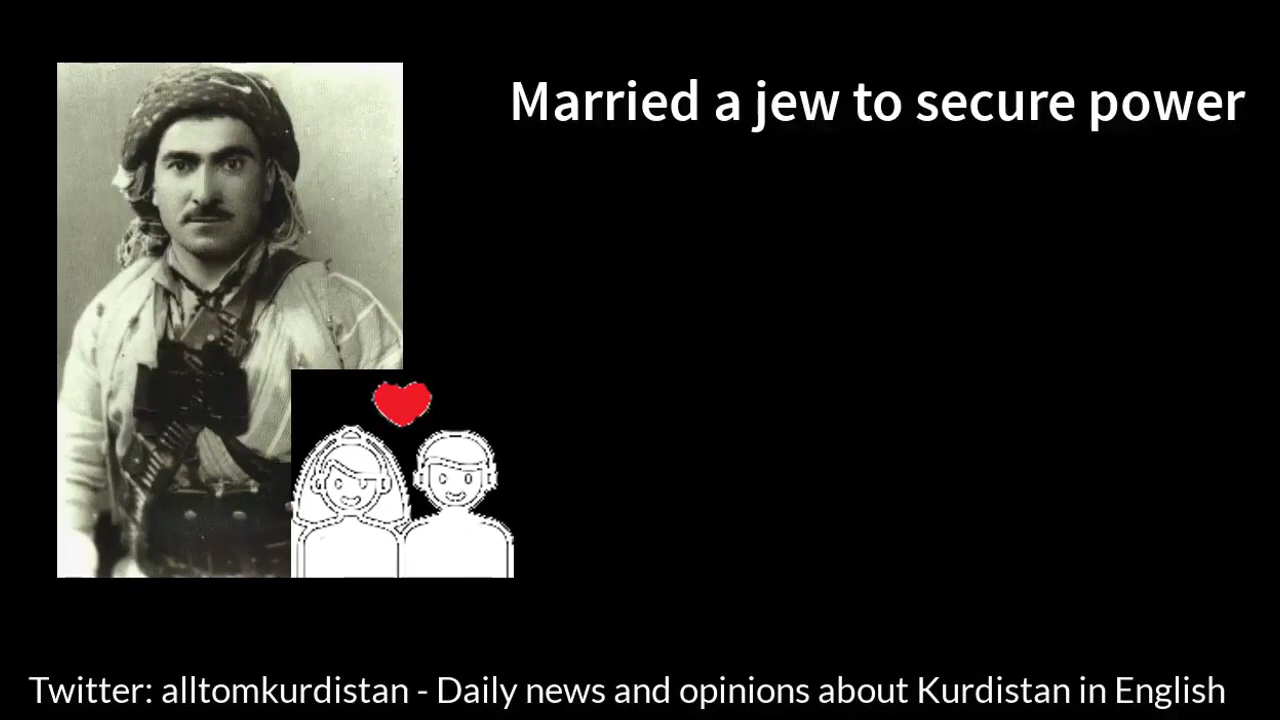 Married a jew to secure power
Twitter: alltomkurdistan - Daily news and opinions about Kurdistan in English